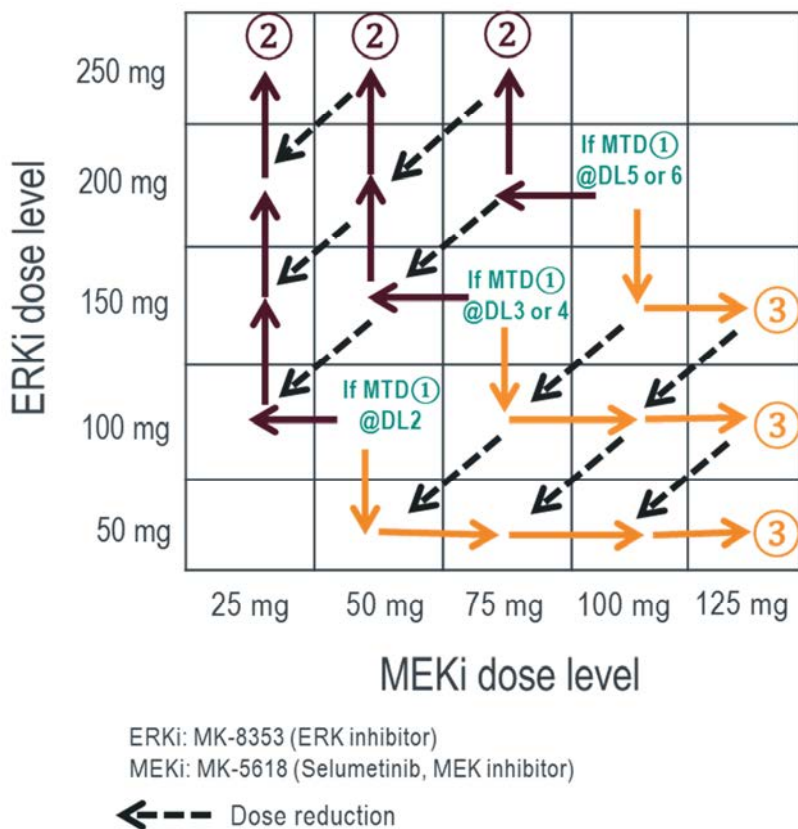 ②
②
②
250 mg
If MTD①
@DL5 or 6
200 mg
If MTD①
@DL3 or 4
150 mg
③
If MTD①
@DL2
100 mg
③
50 mg
③
ERKi dose level
25 mg
50 mg
75 mg
100 mg
125 mg
MEKi dose level
ERKi: MK-8353 (ERK inhibitor)
MEKi: MK-5618 (Selumetinib, MEK inhibitor)
Dose reduction